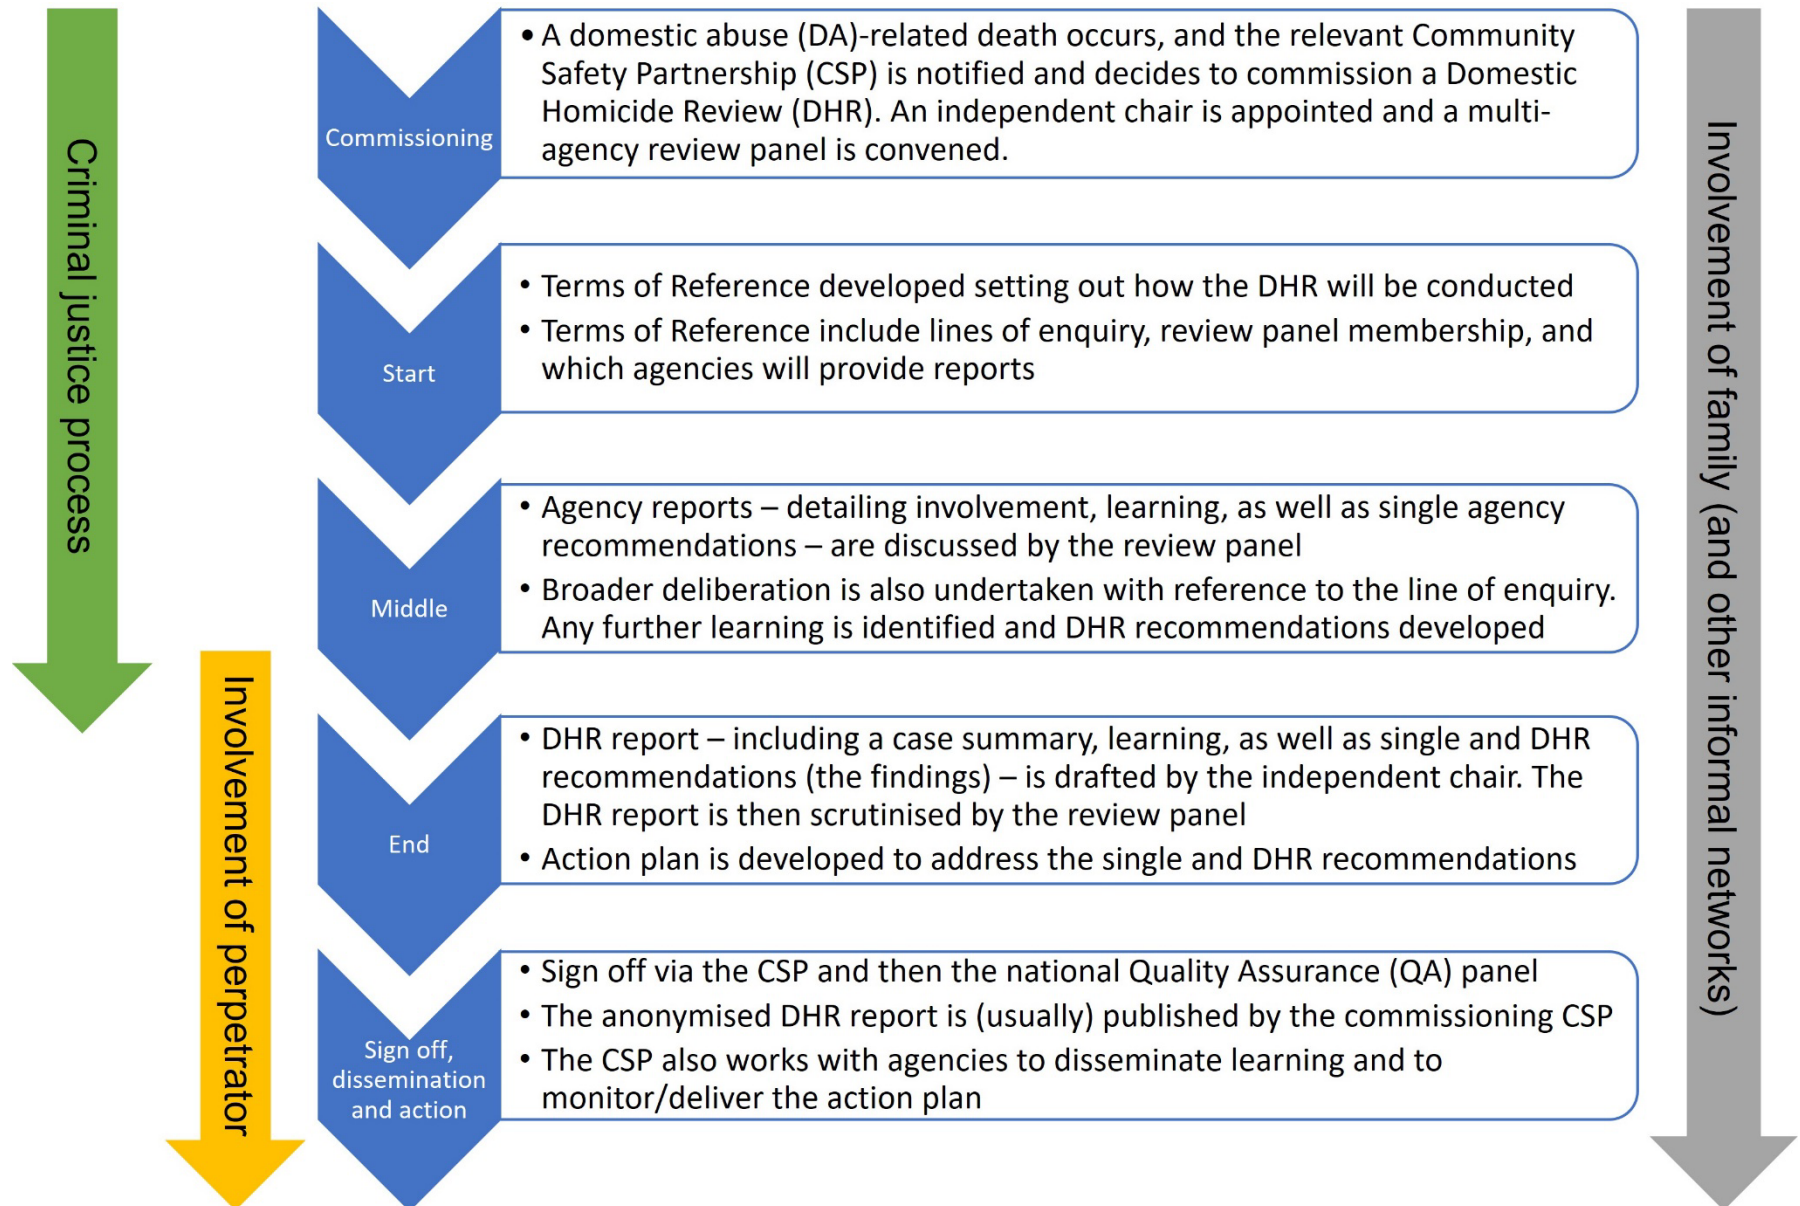 Criminal justice process
Involvement of perpetrator
Commissioning
• A domestic abuse (DA)-related death occurs, and the relevant Community
Safety Partnership (CSP) is notified and decides to commission a Domestic
Homicide Review (DHR). An independent chair is appointed and a multi-
agency review panel is convened.
Start
• Terms of Reference developed setting out how the DHR will be conducted
• Terms of Reference include lines of enquiry, review panel membership, and
which agencies will provide reports
Middle
• Agency reports – detailing involvement, learning, as well as single agency
recommendations – are discussed by the review panel
• Broader deliberation is also undertaken with reference to the line of enquiry.
Any further learning is identified and DHR recommendations developed
End
• DHR report – including a case summary, learning, as well as single and DHR
recommendations (the findings) – is drafted by the independent chair. The
DHR report is then scrutinised by the review panel
• Action plan is developed to address the single and DHR recommendations
Sign off,
dissemination
and action
• Sign off via the CSP and then the national Quality Assurance (QA) panel
• The anonymised DHR report is (usually) published by the commissioning CSP
• The CSP also works with agencies to disseminate learning and to
monitor/deliver the action plan
Involvement of family (and other informal networks)